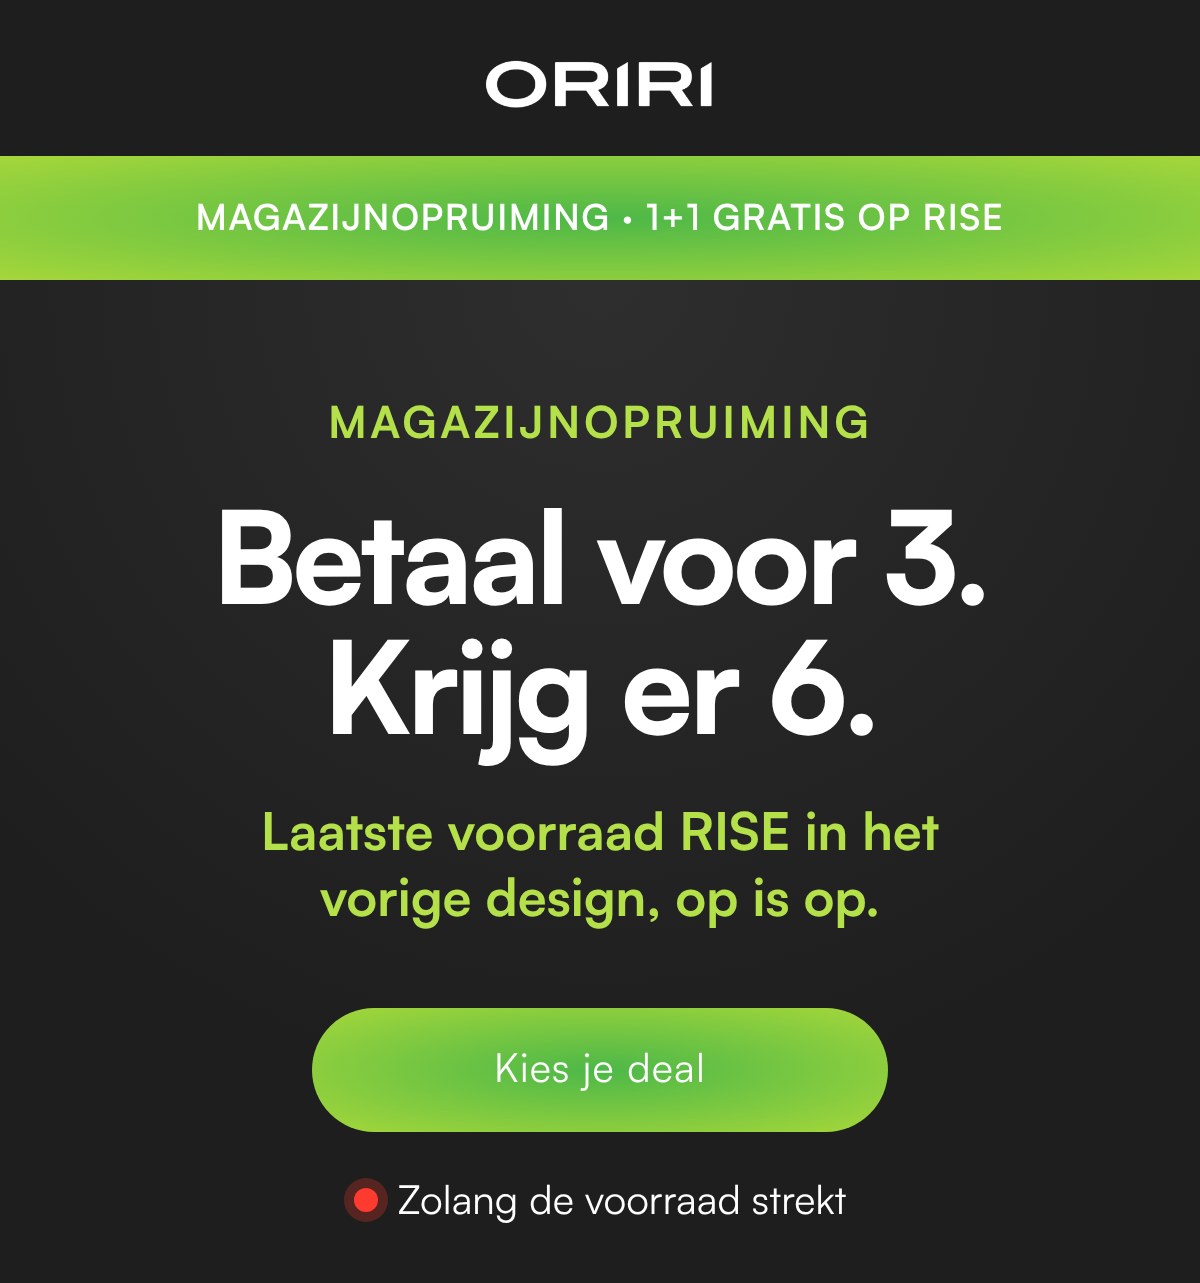 ORIRI
MAGAZIJNOPRUIMING • 1+1 GRATIS OP RISE
MAGAZIJNOPRUIMING
Betaal voor 3.
Krijg er 6.
Laatste voorraad RISE in het
vorige design, op is op.
Kies je deal
Zolang de voorraad strekt